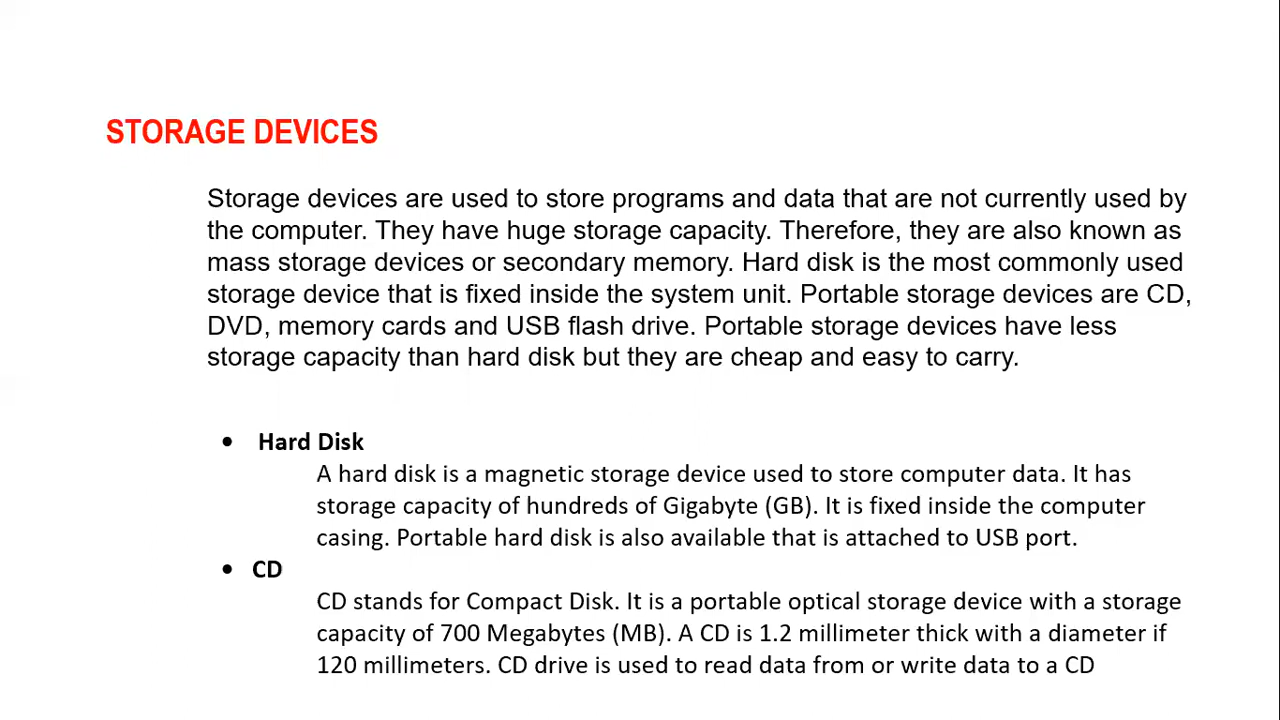 STORAGE DEVICES
Storage devices are used to store programs and data that are not currently used by
the computer. They have huge storage capacity. Therefore, they are also known as
mass storage devices or secondary memory. Hard disk is the most commonly used
storage device that is fixed inside the system unit. Portable storage devices are CD,
DVD, memory cards and USB flash drive. Portable storage devices have less
storage capacity than hard disk but they are cheap and easy to carry.
• Hard Disk
A hard disk is a magnetic storage device used to store computer data. It has
storage capacity of hundreds of Gigabyte (GB). It is fixed inside the computer
casing. Portable hard disk is also available that is attached to USB port.
• CD
CD stands for Compact Disk. It is a portable optical storage device with a storage
capacity of 700 Megabytes (MB). A CD is 1.2 millimeter thick with a diameter if
120 millimeters. CD drive is used to read data from or write data to a CD